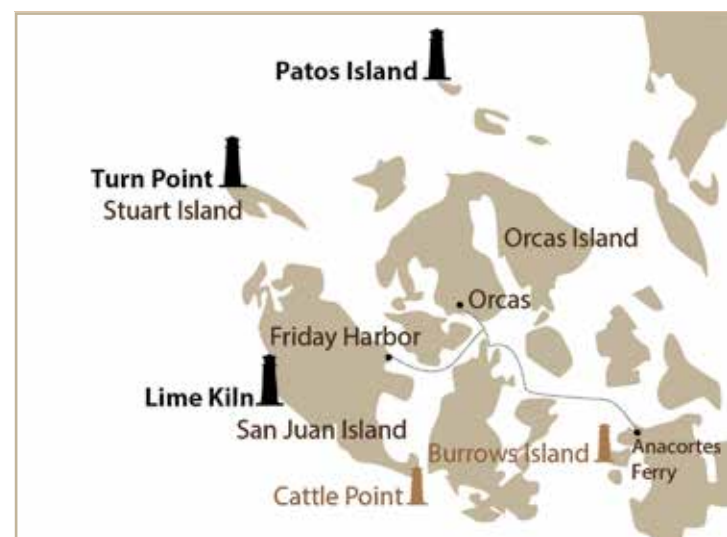 Patos Island
Turn Point
Stuart Island
Orcas Island
Orcas
Friday Harbor
Lime Kiln
San Juan Island
Burrows Island
Anacortes
Ferry
Cattle Point